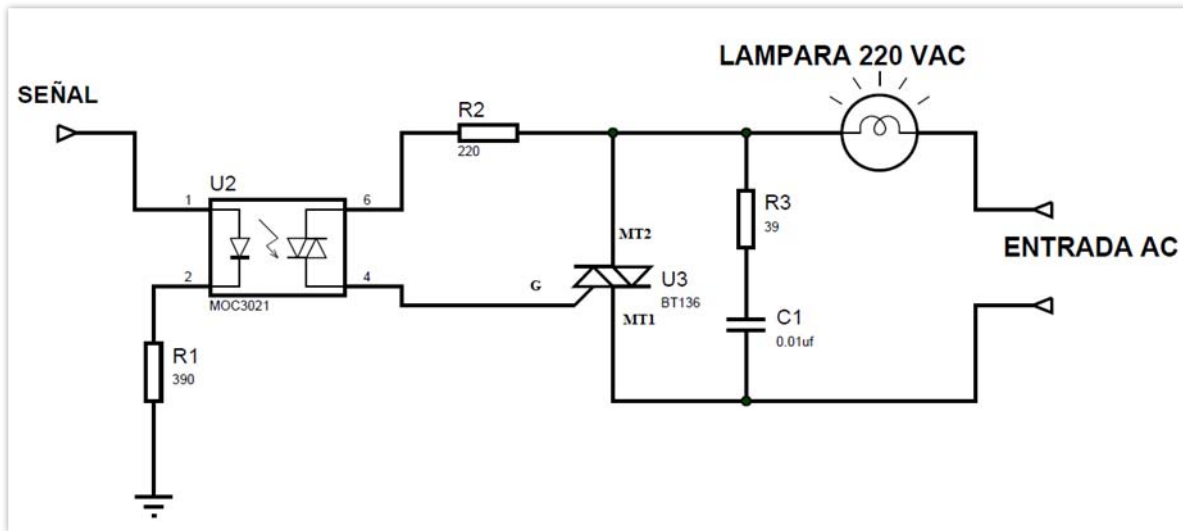 LAMPARA 220 VAC
SEÑAL
R2
220
U2
1
6
2
4
MOC3021
R1
390
MT2
G
U3
BT136
MT1
R3
39
C1
0.01uf
ENTRADA AC